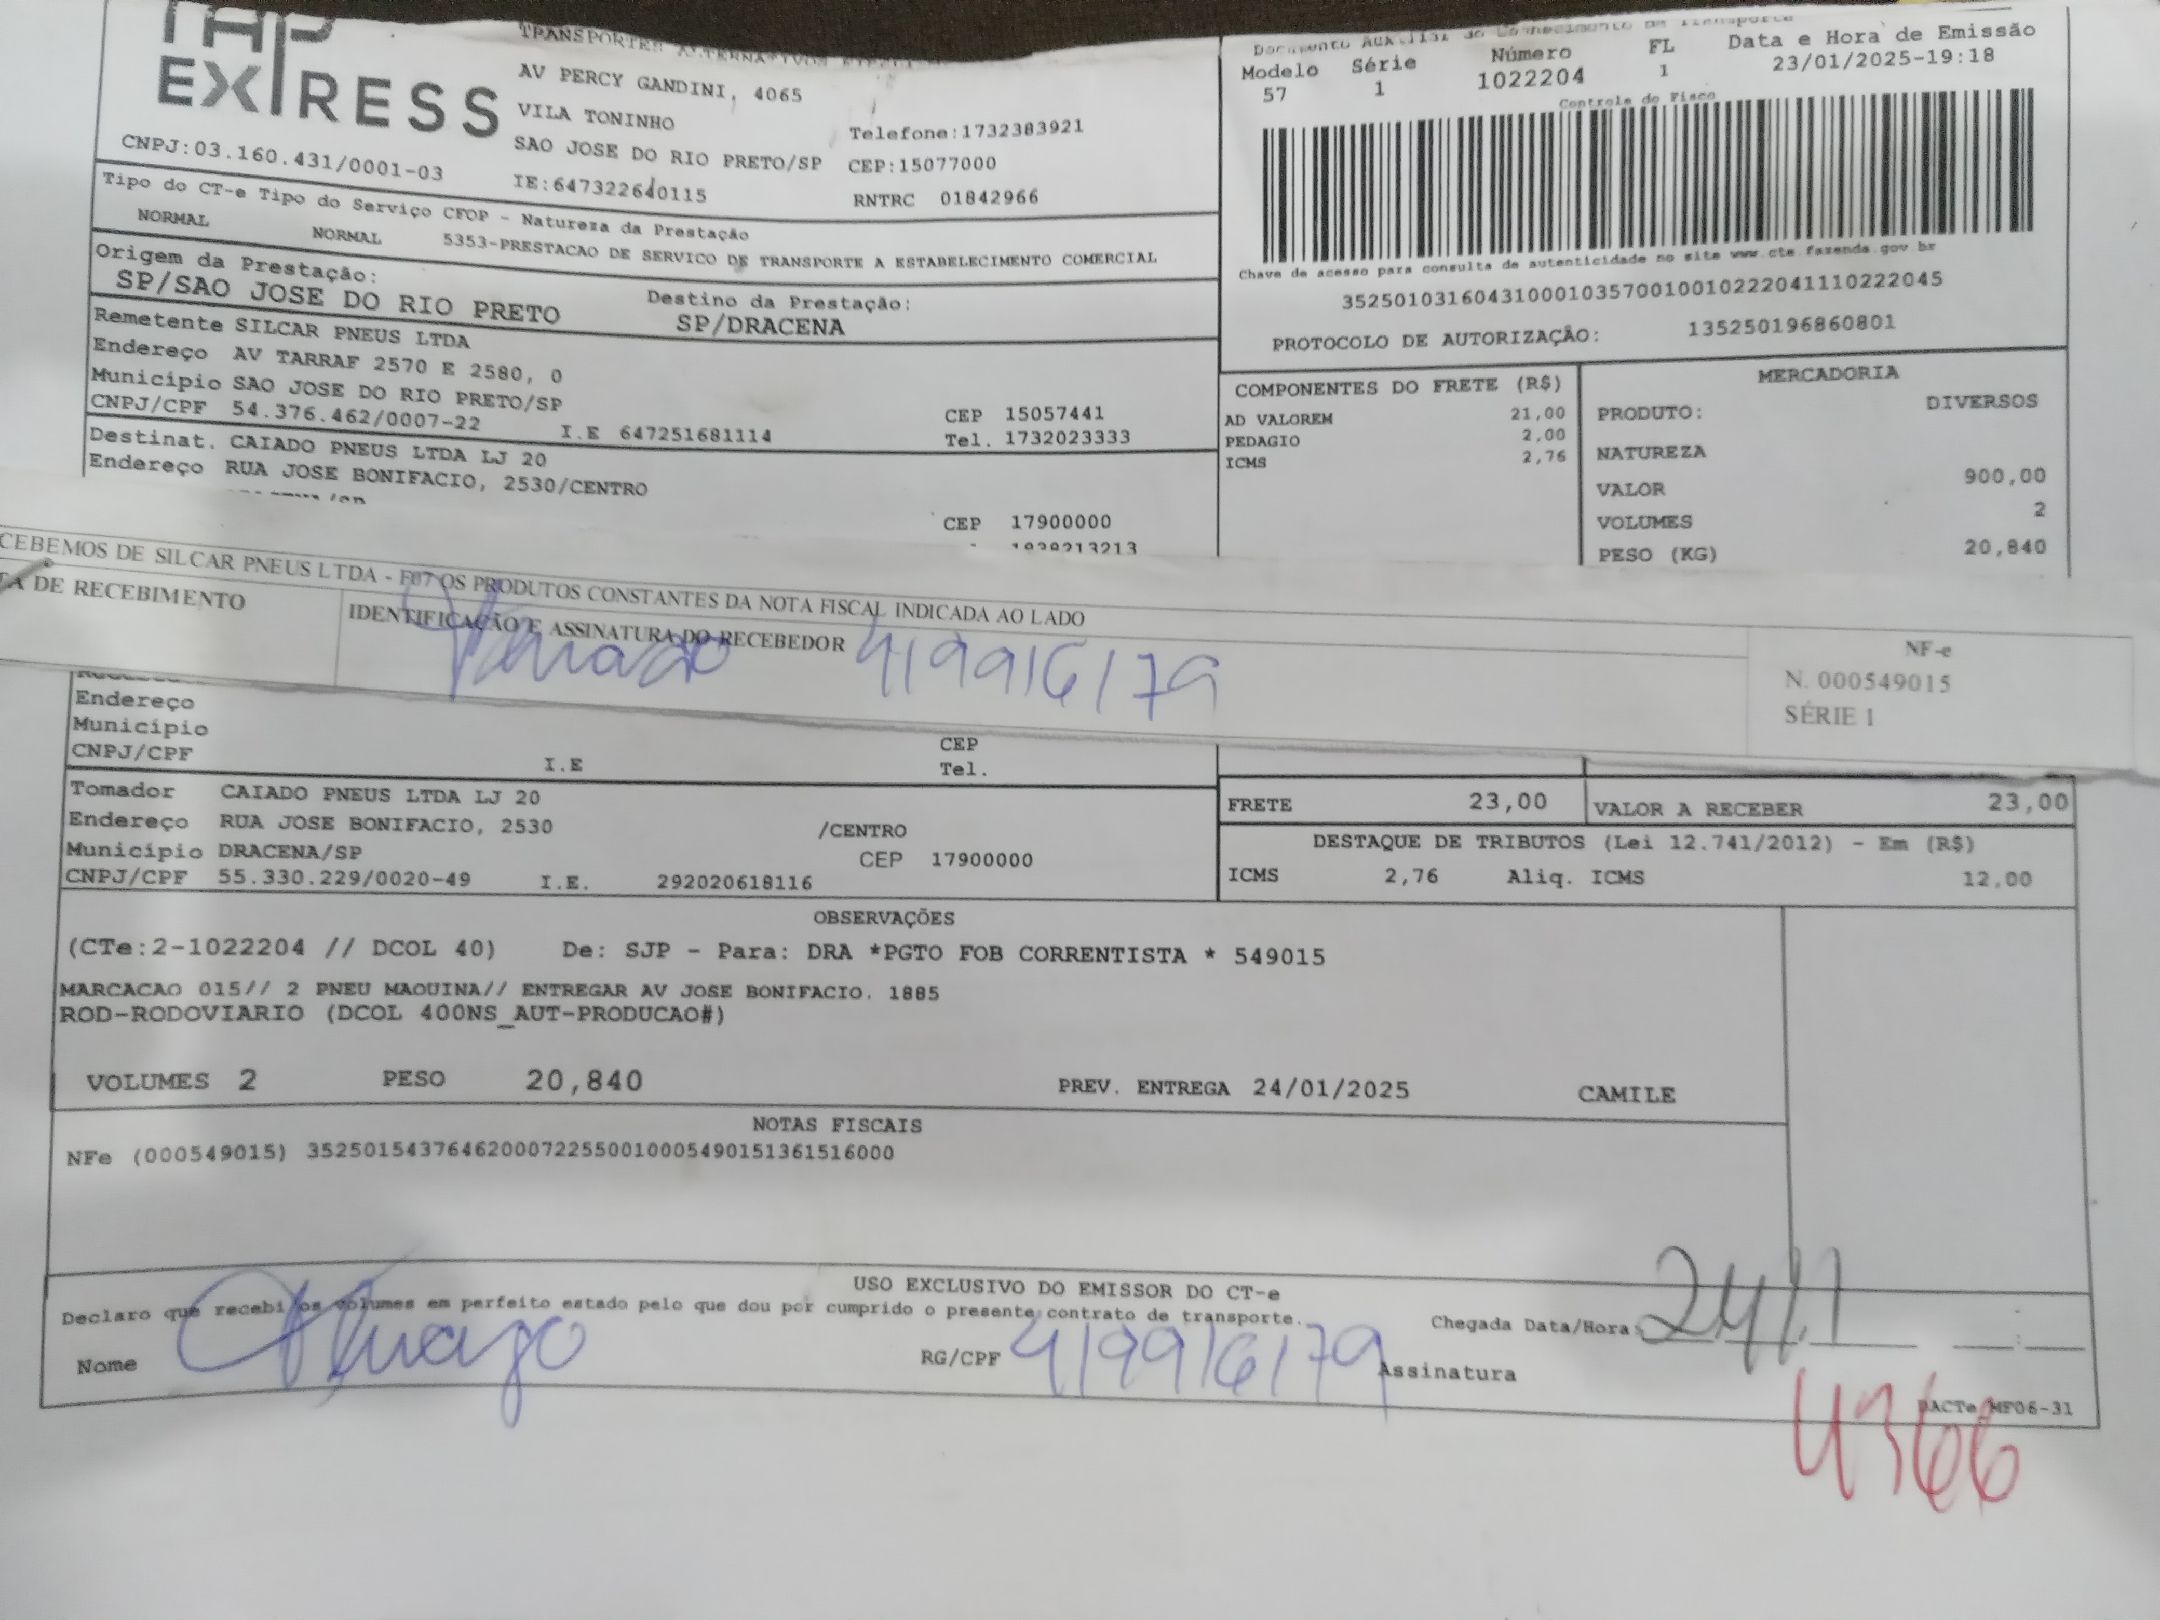 TAP
EXPRESS
TRANSPORTES ALTERNATIVOS
AV PERCY GANDINI, 4065
VILA TONINHO
Telefone:1732383921
SAO JOSE DO RIO PRETO/SP CEP:15077000
CNPJ:03.160.431/0001-03
IE:647322640115
RNTRC 01842966
Documento Auxiliar do Conhecimento de Transporte
Modelo Série Número FL Data e Hora de Emissão
57 1 1022204 1 23/01/2025-19:18
Controle do Fisco
Chave de acesso para consulta de autenticidade no site www.cte.fazenda.gov.br
35250103160431000103570010010222041110222045
PROTOCOLO DE AUTORIZAÇÃO: 135250196860801
Tipo do CT-e Tipo do Serviço CFOP - Natureza da Prestação
NORMAL NORMAL 5353-PRESTACAO DE SERVICO DE TRANSPORTE A ESTABELECIMENTO COMERCIAL
Origem da Prestação: Destino da Prestação:
SP/SAO JOSE DO RIO PRETO SP/DRACENA
Remetente SILCAR PNEUS LTDA
Endereço AV TARRAF 2570 E 2580, 0
Município SAO JOSE DO RIO PRETO/SP CEP 15057441
CNPJ/CPF 54.376.462/0007-22 I.E 647251681114 Tel. 1732023333
Destinat. CAIADO PNEUS LTDA LJ 20
Endereço RUA JOSE BONIFACIO, 2530/CENTRO
CEP 17900000
COMPONENTES DO FRETE (R$)
AD VALOREM 21,00
PEDAGIO 2,00
ICMS 2,76
MERCADORIA
PRODUTO: DIVERSOS
NATUREZA
VALOR 900,00
VOLUMES 2
PESO (KG) 20,840
CEBEMOS DE SILCAR PNEUS LTDA - F07 OS PRODUTOS CONSTANTES DA NOTA FISCAL INDICADA AO LADO
TA DE RECEBIMENTO
IDENTIFICAÇÃO E ASSINATURA DO RECEBEDOR
41991679
NF-e
N. 000549015
SÉRIE 1
Endereço
Município
CNPJ/CPF I.E CEP
Tel.
Tomador CAIADO PNEUS LTDA LJ 20
Endereço RUA JOSE BONIFACIO, 2530 /CENTRO
Município DRACENA/SP CEP 17900000
CNPJ/CPF 55.330.229/0020-49 I.E. 292020618116
FRETE 23,00 VALOR A RECEBER 23,00
DESTAQUE DE TRIBUTOS (Lei 12.741/2012) - Em (R$)
ICMS 2,76 Aliq. ICMS 12,00
OBSERVAÇÕES
(CTe:2-1022204 // DCOL 40) De: SJP - Para: DRA *PGTO FOB CORRENTISTA * 549015
MARCACAO 015// 2 PNEU MAQUINA// ENTREGAR AV JOSE BONIFACIO, 1885
ROD-RODOVIARIO (DCOL 400NS_AUT-PRODUCAO#)
VOLUMES 2 PESO 20,840 PREV. ENTREGA 24/01/2025 CAMILE
NOTAS FISCAIS
NFe (000549015) 35250154376462000722550010005490151361516000
USO EXCLUSIVO DO EMISSOR DO CT-e
Declaro que recebi os volumes em perfeito estado pelo que dou por cumprido o presente contrato de transporte.
Chegada Data/Hora: 24/1
Nome RG/CPF 41991679 Assinatura
DACTe MF06-31
4366